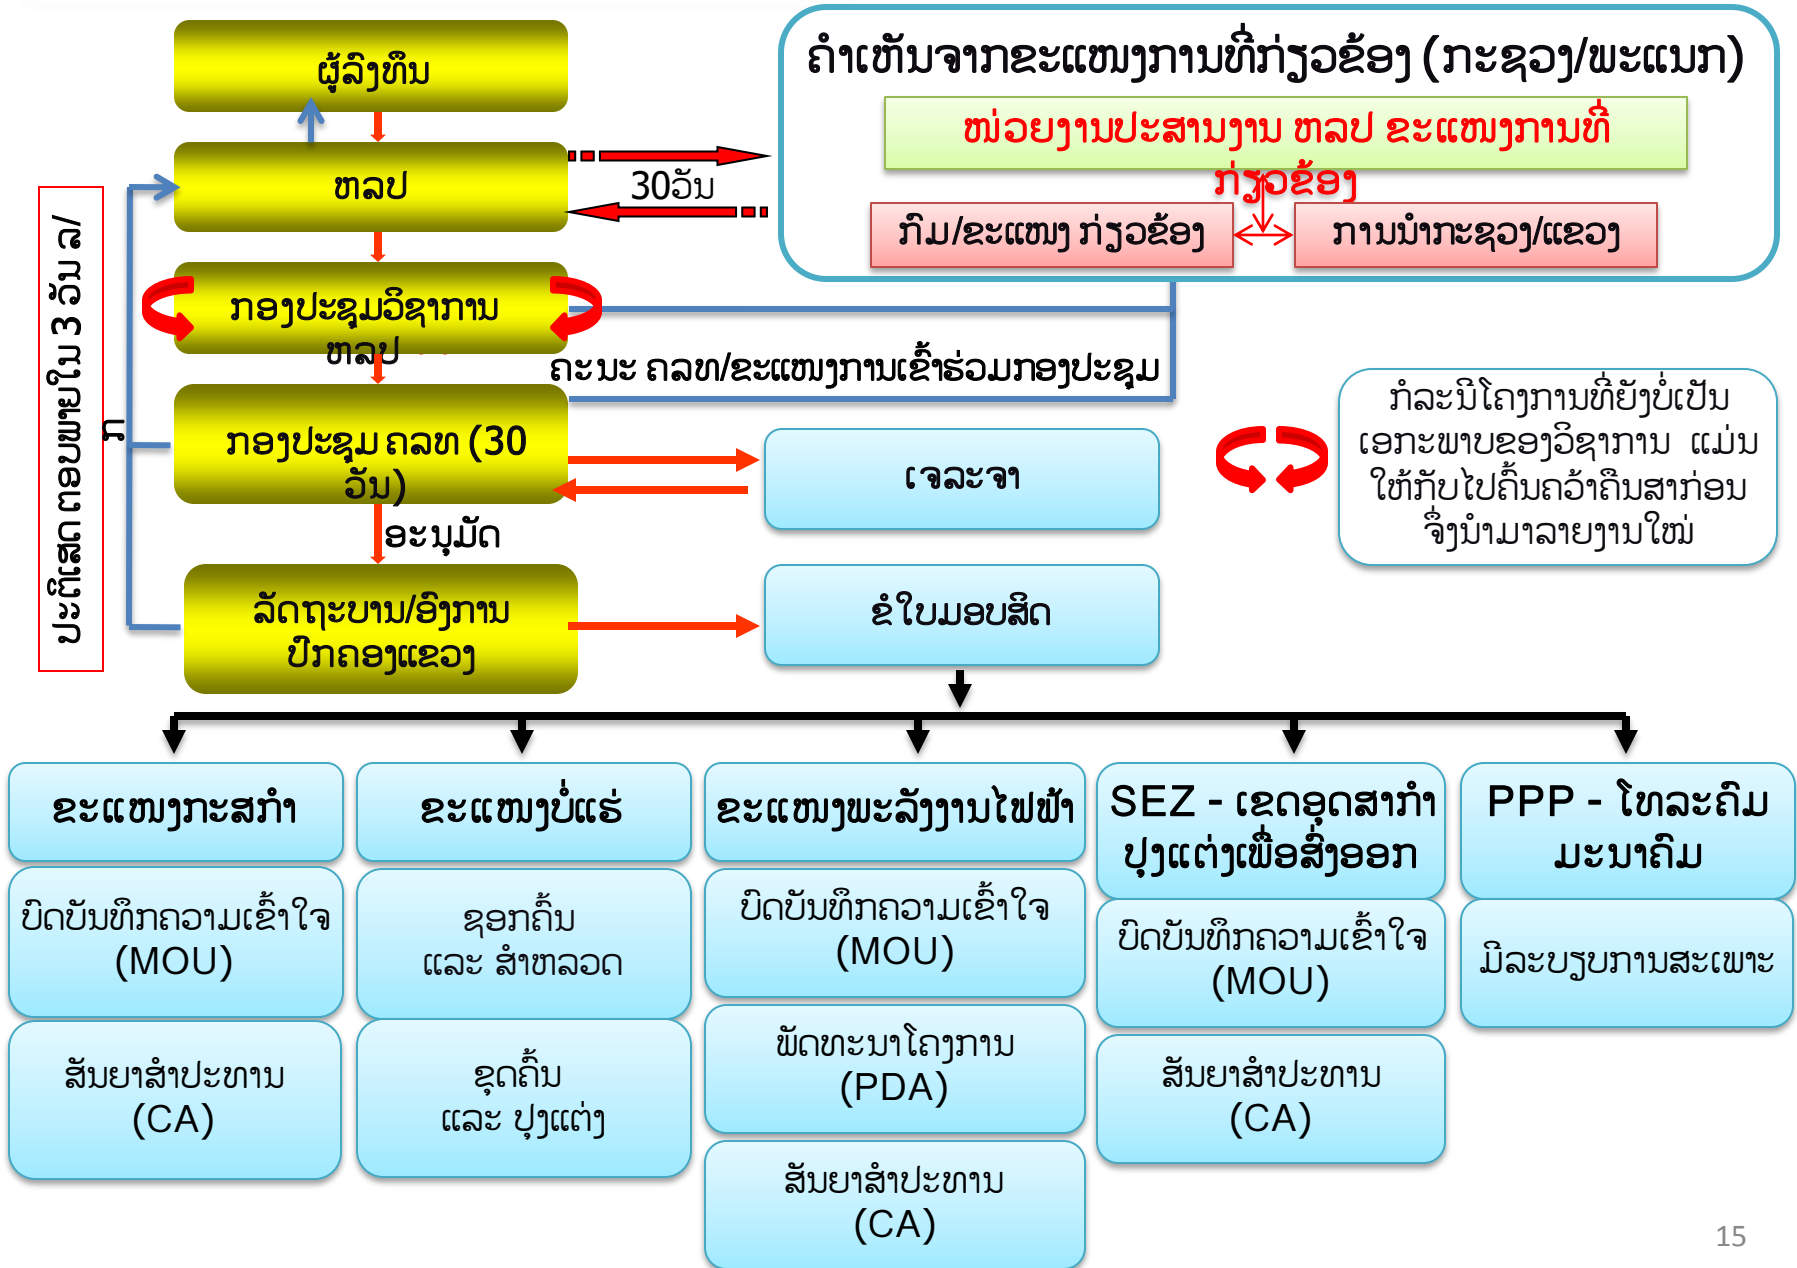 ຜູ້ລົງທຶນ
ຫລປ
30ວັນ
ຄຳເຫັນຈາກຂະແໜງການທີ່ກ່ຽວຂ້ອງ (ກະຊວງ/ພະແນກ)
ໜ່ວຍງານປະສານງານ ຫລປ ຂະແໜງການທີ່
ກ່ຽວຂ້ອງ
ກົມ/ຂະແໜງ ກ່ຽວຂ້ອງ
ການນຳກະຊວງ/ແຂວງ
ປະຕິເສດ ຕອບພາຍໃນ 3 ວັນ ລ/
ກ
ກອງປະຊຸມວິຊາການ
ຫລປ
ຄະນະ ຄລທ/ຂະແໜງການເຂົ້າຮ່ວມກອງປະຊຸມ
ກອງປະຊຸມ ຄລທ (30
ວັນ)
ອະນຸມັດ
ເຈລະຈາ
ກໍລະນີໂຄງການທີ່ຍັງບໍ່ເປັນ
ເອກະພາບຂອງວິຊາການ ແມ່ນ
ໃຫ້ກັບໄປຄົ້ນຄວ້າຄືນສາກ່ອນ
ຈຶ່ງນຳມາລາຍງານໃໝ່
ລັດຖະບານ/ອົງການ
ປົກຄອງແຂວງ
ຂໍໃບມອບສິດ
ຂະແໜງກະສກຳ
ບົດບັນທຶກຄວາມເຂົ້າໃຈ
(MOU)
ສັນຍາສຳປະທານ
(CA)
ຂະແໜງບໍ່ແຮ່
ຊອກຄົ້ນ
ແລະ ສຳຫລວດ
ຂຸດຄົ້ນ
ແລະ ປຸງແຕ່ງ
ຂະແໜງພະລັງງານໄຟຟ້າ
ບົດບັນທຶກຄວາມເຂົ້າໃຈ
(MOU)
ພັດທະນາໂຄງການ
(PDA)
ສັນຍາສຳປະທານ
(CA)
SEZ - ເຂດອຸດສາກຳ
ປຸງແຕ່ງເພື່ອສົ່ງອອກ
ບົດບັນທຶກຄວາມເຂົ້າໃຈ
(MOU)
ສັນຍາສຳປະທານ
(CA)
PPP - ໂທລະຄົມ
ມະນາຄົມ
ມີລະບຽບການສະເພາະ
15